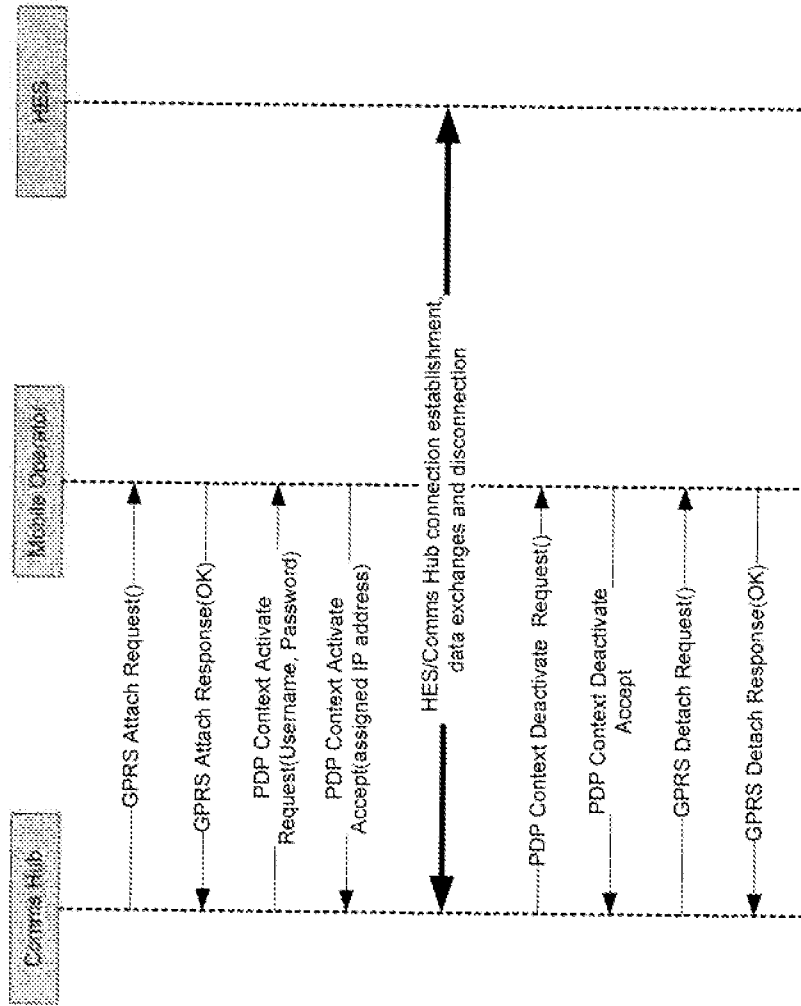 Comms Hub
Mobile Operator
HES
GPRS Attach Request()
GPRS Attach Response(OK)
PDP Context Activate
Request(Username, Password)
PDP Context Activate
Accept(assigned IP address)
HES/Comms Hub connection establishment,
data exchanges and disconnection
PDP Context Deactivate Request()
PDP Context Deactivate
Accept
GPRS Detach Request()
GPRS Detach Response(OK)